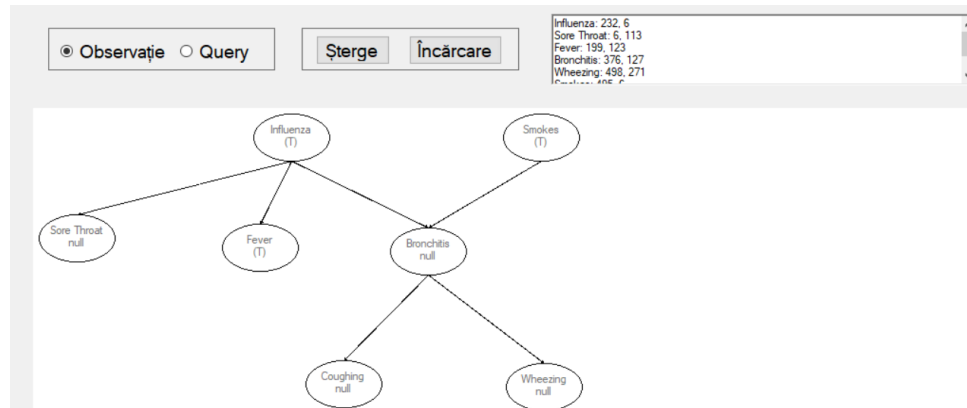 Observație
Query
Șterge
Încărcare
Influenza: 232, 6
Sore Throat: 6, 113
Fever: 199, 123
Bronchitis: 376, 127
Wheezing: 498, 271
Influenza
(T)
Smokes
(T)
Sore Throat
null
Fever
(T)
Bronchitis
null
Coughing
null
Wheezing
null